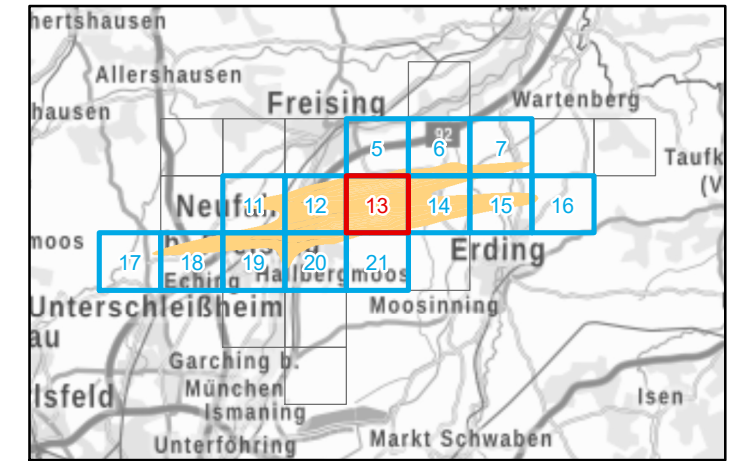 hertshausen
Isar
Allershausen
hausen
Freising
Wartenberg
92
5
6
7
Taufk
(V
11
12
13
14
15
16
moos
Erding
17
18
19
20
21
Eching
Hallbergmoos
Unterschleißheim
Moosinning
au
Garching b.
München
lsfeld
Ismaning
Isen
Unterföhring
Markt Schwaben